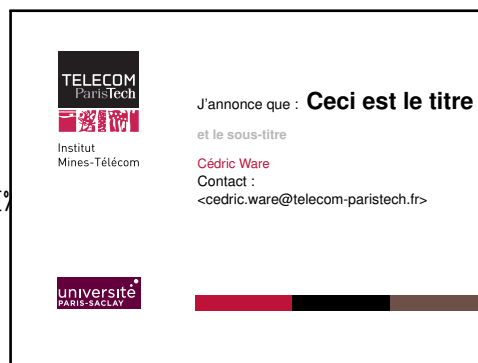 TELECOM
ParisTech
Institut
Mines-Télécom
J'annonce que : Ceci est le titre
et le sous-titre
Cédric Ware
Contact :
<cedric.ware@telecom-paristech.fr>
université
PARIS-SACLAY